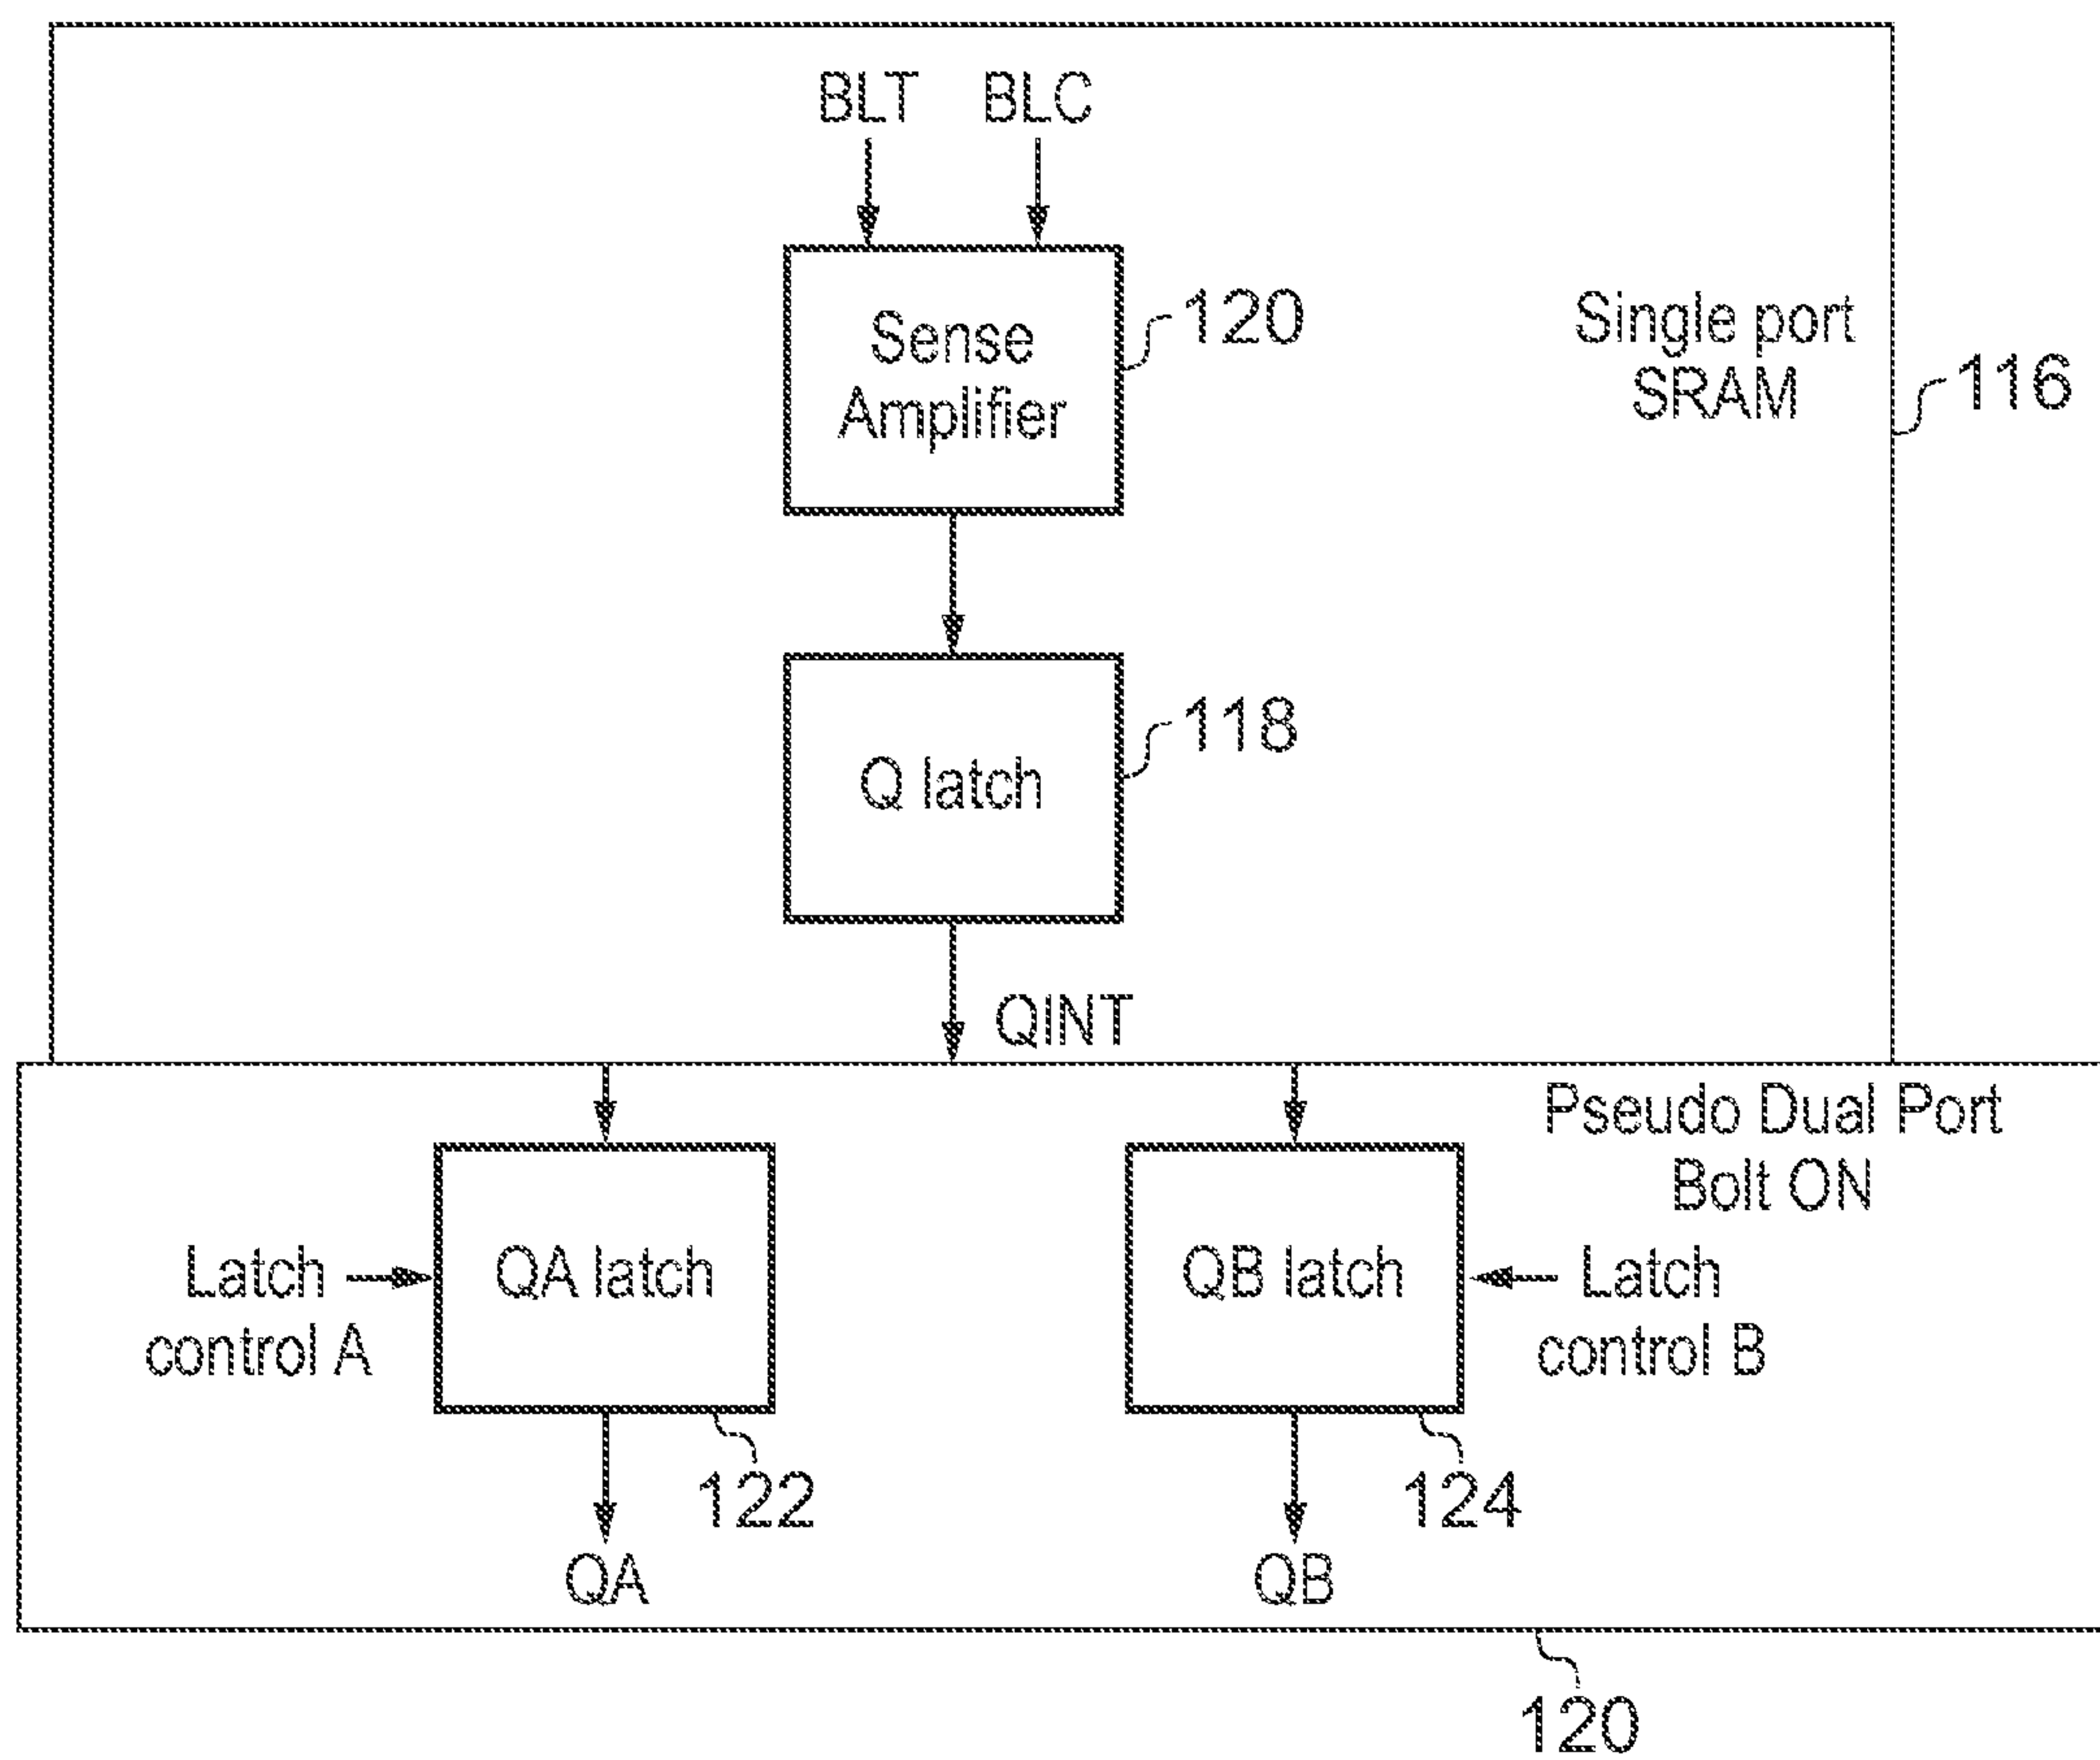 BLT BLC
Sense
Amplifier
120
Single port
SRAM
116
Q latch
118
QINT
Pseudo Dual Port
Bolt ON
Latch
control A
QA latch
QB latch
Latch
control B
122
124
QA
QB
120